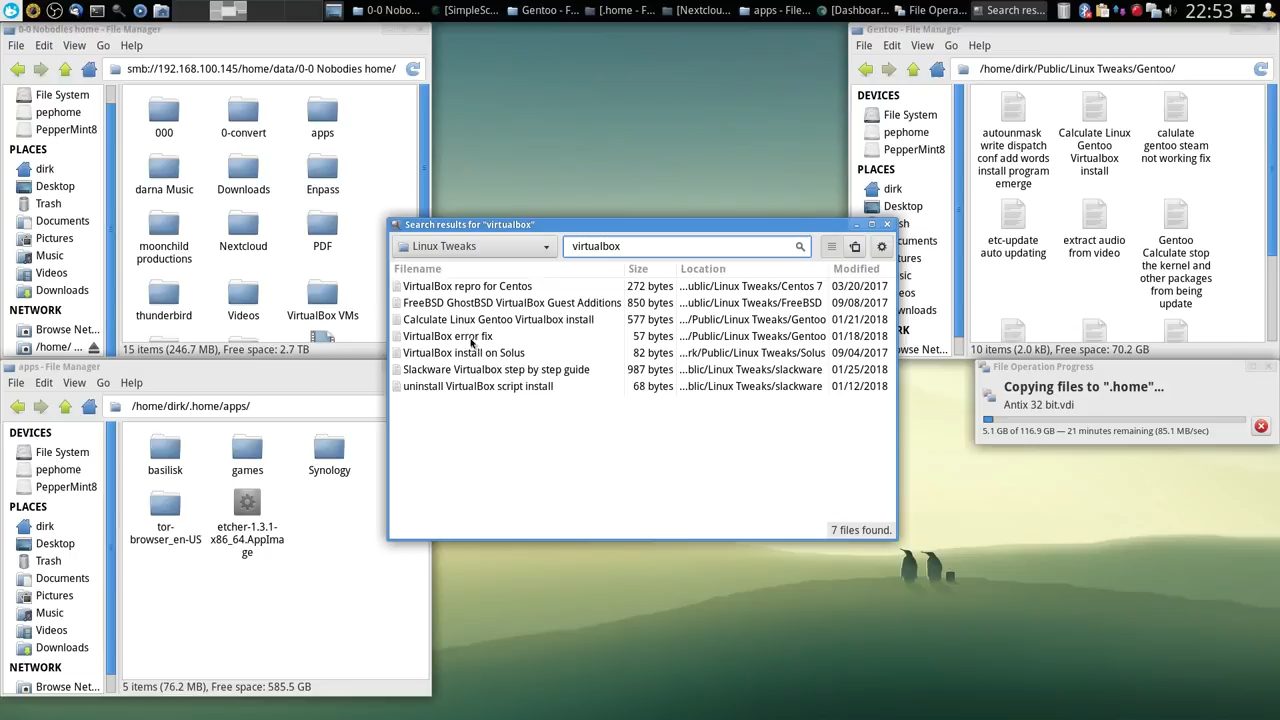 0-0 Nobo...
[SimpleSc...
Gentoo - F...
[.home - F...
[Nextclou...
apps - File...
[Dashboar...
File Opera...
Search res...
22:53
0-0 Nobodies home - File Manager
File Edit View Go Help
smb://192.168.100.145/home/data/0-0 Nobodies home/
File System
pephome
PepperMint8
PLACES
dirk
Desktop
Trash
Documents
Pictures
Music
Videos
Downloads
NETWORK
Browse Net...
/home/ ...
000
0-convert
apps
darna Music
Downloads
Enpass
moonchild
productions
Nextcloud
PDF
thunderbird
Videos
VirtualBox VMs
15 items (246.7 MB), Free space: 2.7 TB
Gentoo - File Manager
File Edit View Go Help
/home/dirk/Public/Linux Tweaks/Gentoo/
DEVICES
File System
pephome
PepperMint8
PLACES
dirk
Desktop
autounmask
write dispatch
conf add words
install program
emerge
Calculate Linux
Gentoo
Virtualbox
install
calulate
gentoo steam
not working fix
etc-update
auto updating
extract audio
from video
Gentoo
Calculate stop
the kernel and
other packages
from being
update
10 items (2.0 kB), Free space: 70.2 GB
Search results for "virtualbox"
Linux Tweaks
virtualbox
Filename Size Location Modified
VirtualBox repro for Centos 272 bytes ...ublic/Linux Tweaks/Centos 7 03/20/2017
FreeBSD GhostBSD VirtualBox Guest Additions 850 bytes ...ublic/Linux Tweaks/FreeBSD 09/08/2017
Calculate Linux Gentoo Virtualbox install 577 bytes .../Public/Linux Tweaks/Gentoo 01/21/2018
VirtualBox error fix 57 bytes .../Public/Linux Tweaks/Gentoo 01/18/2018
VirtualBox install on Solus 82 bytes ...rk/Public/Linux Tweaks/Solus 09/04/2017
Slackware Virtualbox step by step guide 987 bytes ...blic/Linux Tweaks/slackware 01/25/2018
uninstall VirtualBox script install 68 bytes ...blic/Linux Tweaks/slackware 01/12/2018
7 files found.
apps - File Manager
File Edit View Go Help
/home/dirk/.home/apps/
DEVICES
File System
pephome
PepperMint8
PLACES
dirk
Desktop
Trash
Documents
Pictures
Music
Videos
Downloads
NETWORK
Browse Net...
basilisk
games
Synology
tor-
browser_en-US
etcher-1.3.1-
x86_64.AppIma
ge
5 items (76.2 MB), Free space: 585.5 GB
File Operation Progress
Copying files to ".home"...
Antix 32 bit.vdi
5.1 GB of 116.9 GB — 21 minutes remaining (85.1 MB/sec)